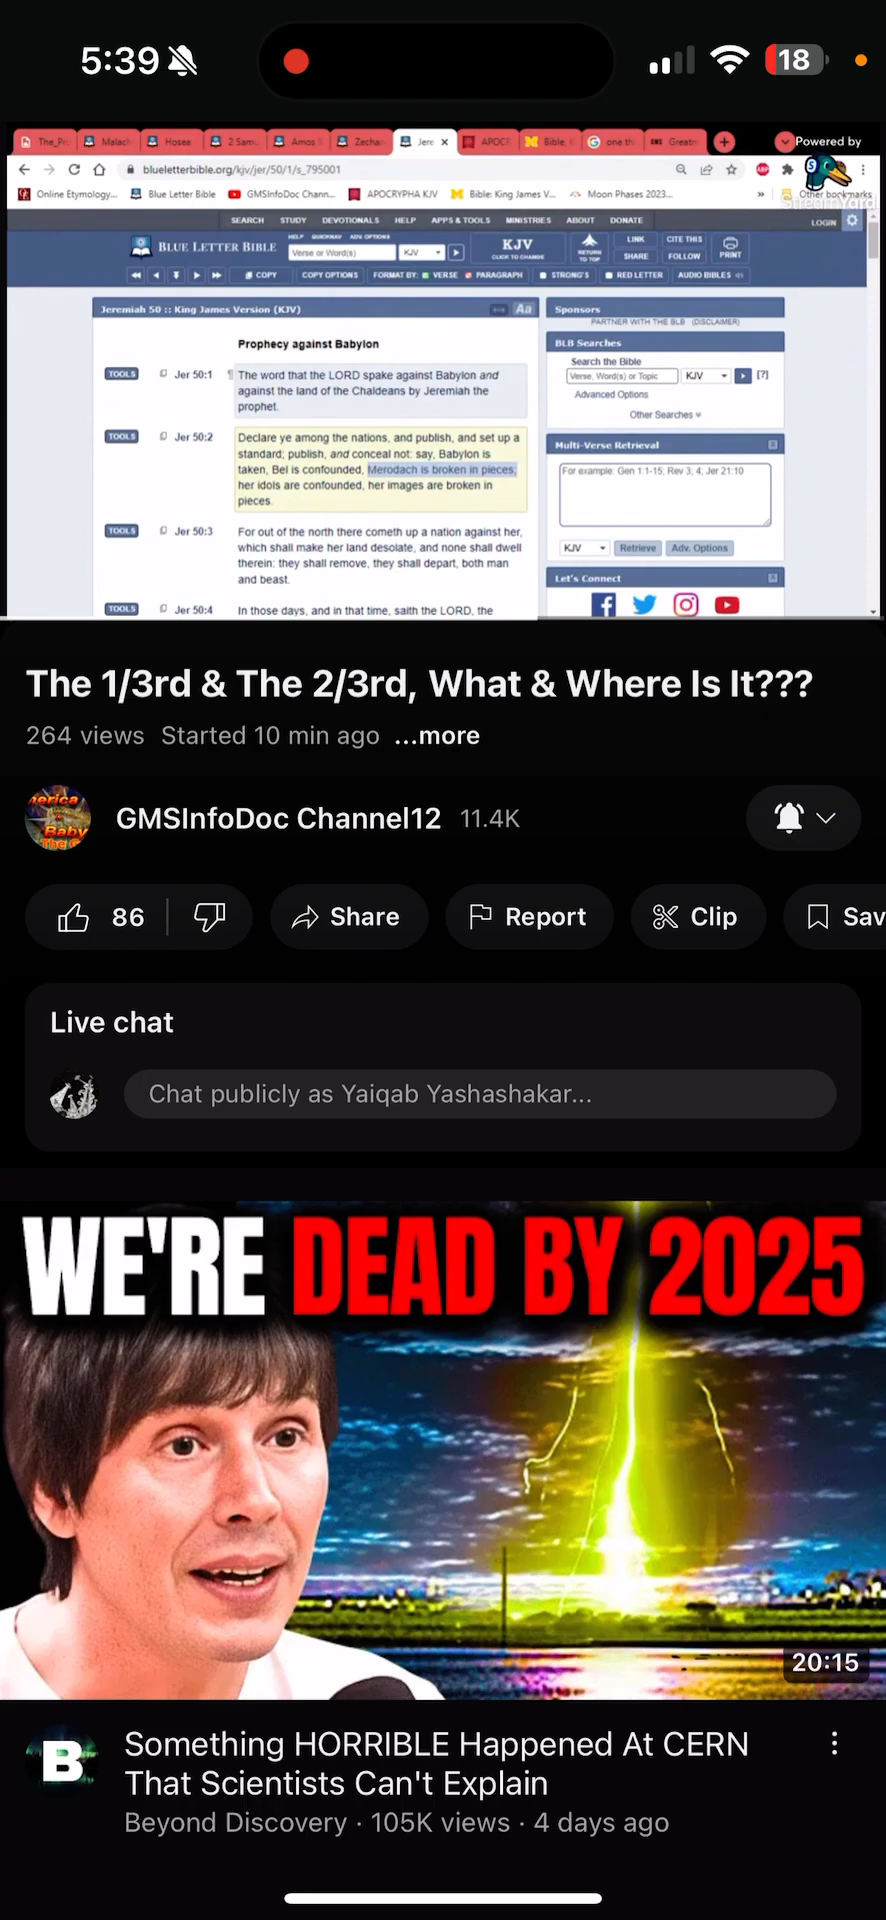 5:39
18
The_Pr
Malach
Hosea
2 Sam
Amos
Zechar
Jere
APOCR
Bible,
one.thi
Greatn
Powered by
StreamYard
blueletterbible.org/kjv/jer/50/1/s_795001
Online Etymology...
Blue Letter Bible
GMSInfoDoc Chann...
APOCRYPHA KJV
Bible: King James V...
Moon Phases 2023...
»
Other bookmarks
SEARCH STUDY DEVOTIONALS HELP APPS & TOOLS MINISTRIES ABOUT DONATE
LOGIN
BLUE LETTER BIBLE
HELP QUICKNAV ADV. OPTIONS
Verse or Word(s)
KJV
KJV
CLICK TO CHANGE
RETURN
TO TOP
LINK
SHARE
CITE THIS
FOLLOW
PRINT
COPY COPY OPTIONS FORMAT BY: VERSE PARAGRAPH STRONG'S RED LETTER AUDIO BIBLES
Jeremiah 50 :: King James Version (KJV)
Aa
Prophecy against Babylon
TOOLS Jer 50:1 ¶ The word that the LORD spake against Babylon and
against the land of the Chaldeans by Jeremiah the
prophet.
TOOLS Jer 50:2 Declare ye among the nations, and publish, and set up a
standard; publish, and conceal not: say, Babylon is
taken, Bel is confounded, Merodach is broken in pieces;
her idols are confounded, her images are broken in
pieces.
TOOLS Jer 50:3 For out of the north there cometh up a nation against her,
which shall make her land desolate, and none shall dwell
therein: they shall remove, they shall depart, both man
and beast.
TOOLS Jer 50:4 In those days, and in that time, saith the LORD, the
Sponsors
PARTNER WITH THE BLB (DISCLAIMER)
BLB Searches
Search the Bible
Verse, Word(s) or Topic KJV [?]
Advanced Options
Other Searches
Multi-Verse Retrieval
For example: Gen 1:1-15; Rev 3; 4; Jer 21:10
KJV Retrieve Adv. Options
Let's Connect
The 1/3rd & The 2/3rd, What & Where Is It???
264 views Started 10 min ago ...more
America
Baby
The G
GMSInfoDoc Channel12 11.4K
86
Share
Report
Clip
Sav
Live chat
Chat publicly as Yaiqab Yashashakar...
WE'RE DEAD BY 2025
20:15
B
Something HORRIBLE Happened At CERN
That Scientists Can't Explain
Beyond Discovery · 105K views · 4 days ago